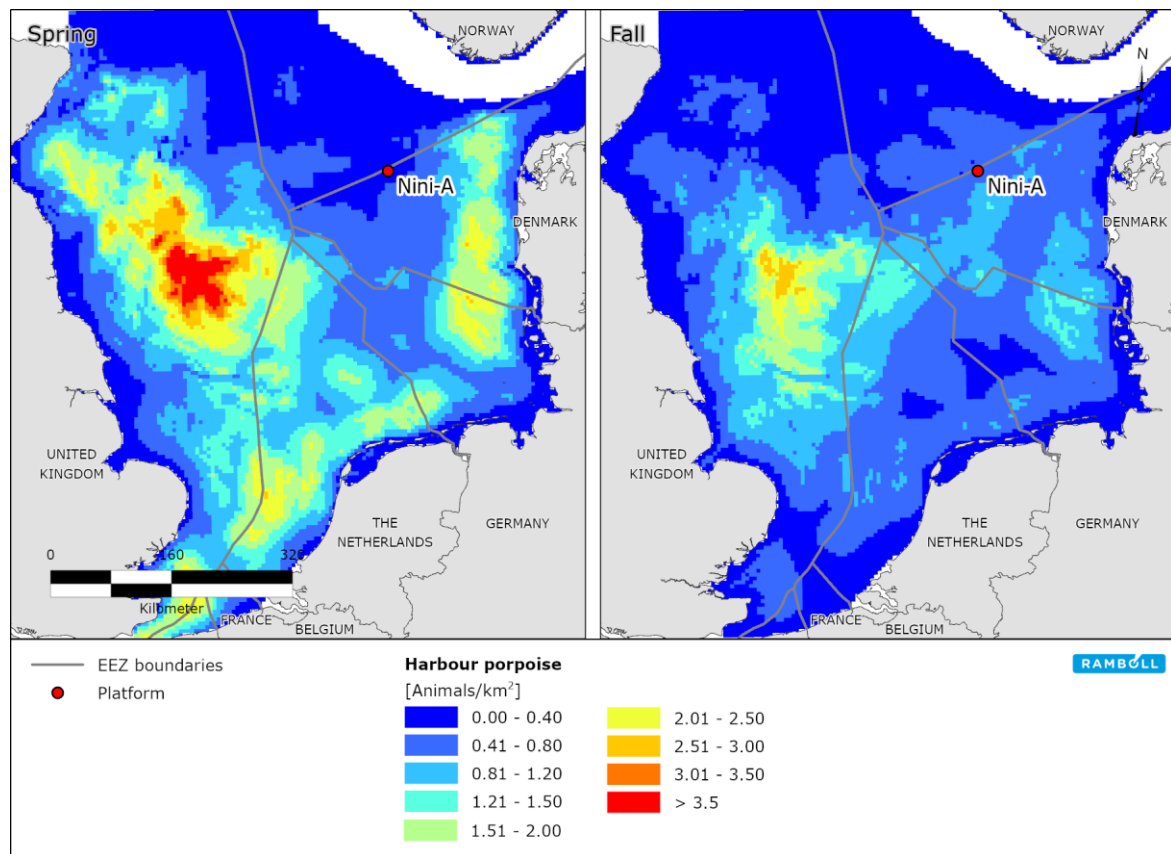 Spring
NORWAY
Nini-A
DENMARK
UNITED
KINGDOM
THE
NETHERLANDS
GERMANY
0
160
320
Kilometer
FRANCE
BELGIUM
Fall
NORWAY
N
Nini-A
DENMARK
UNITED
KINGDOM
THE
NETHERLANDS
GERMANY
FRANCE
BELGIUM
EEZ boundaries
Platform
Harbour porpoise
[Animals/km²]
0.00 - 0.40
0.41 - 0.80
0.81 - 1.20
1.21 - 1.50
1.51 - 2.00
2.01 - 2.50
2.51 - 3.00
3.01 - 3.50
> 3.5
RAMBOLL